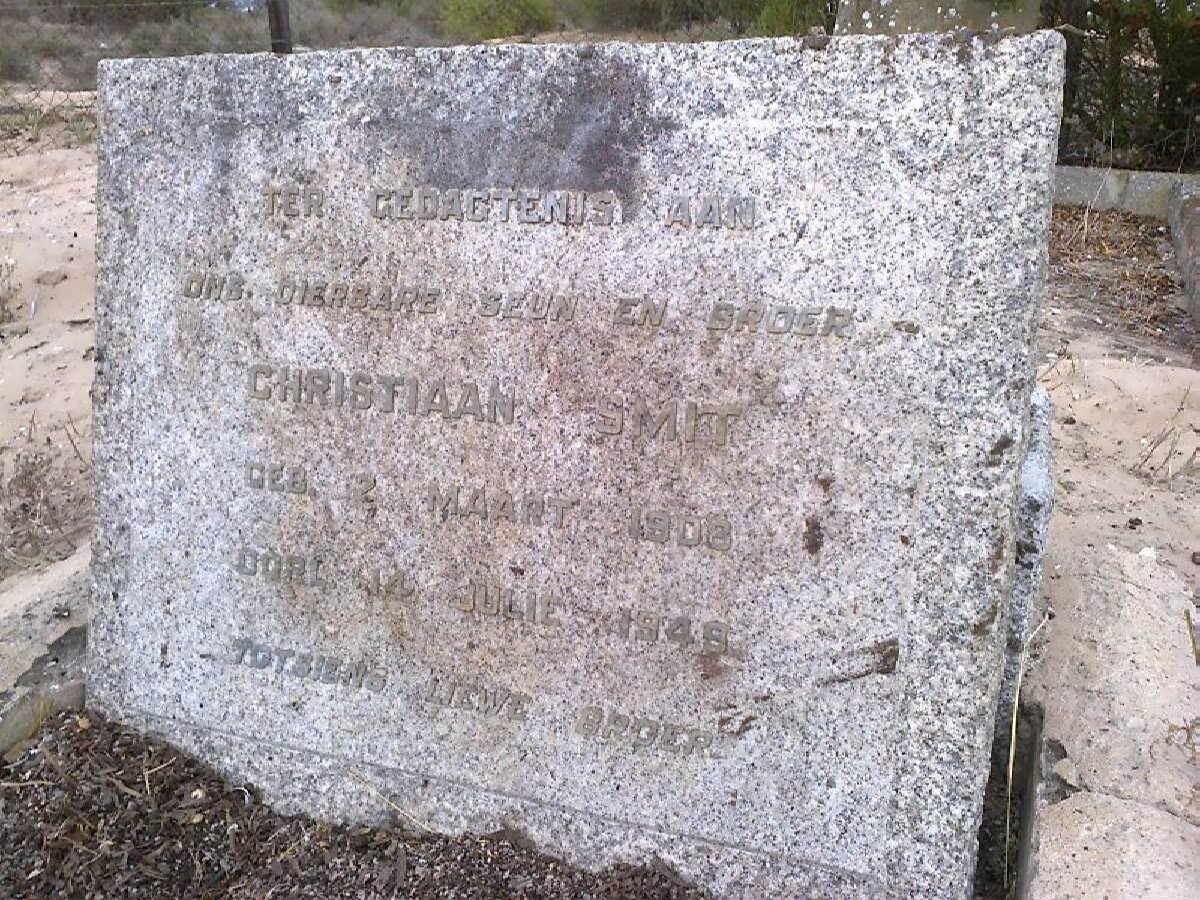 TER GEDAGTENIS AAN
ONS DIERBARE SEUN EN BROER
CHRISTIAAN SMIT
GEB. 2 MAART 1908
OORL. 14 JULIE 1949
TOTSIENS LIEWE BROER